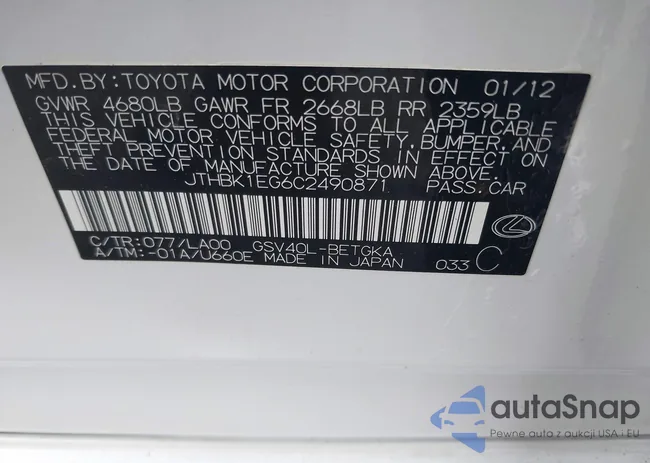 MFD.BY:TOYOTA MOTOR CORPORATION 01/12
GVWR 4680LB GAWR FR 2668LB RR 2359LB
THIS VEHICLE CONFORMS TO ALL APPLICABLE
FEDERAL MOTOR VEHICLE SAFETY, BUMPER, AND
THEFT PREVENTION STANDARDS IN EFFECT ON
THE DATE OF MANUFACTURE SHOWN ABOVE.
JTHBK1EG6C2490871 PASS.CAR
C/TR:077/LA00 GSV40L-BETGKA
A/TM:-01A/U660E MADE IN JAPAN 033 C
autaSnap
Pewne auta z aukcji USA i EU